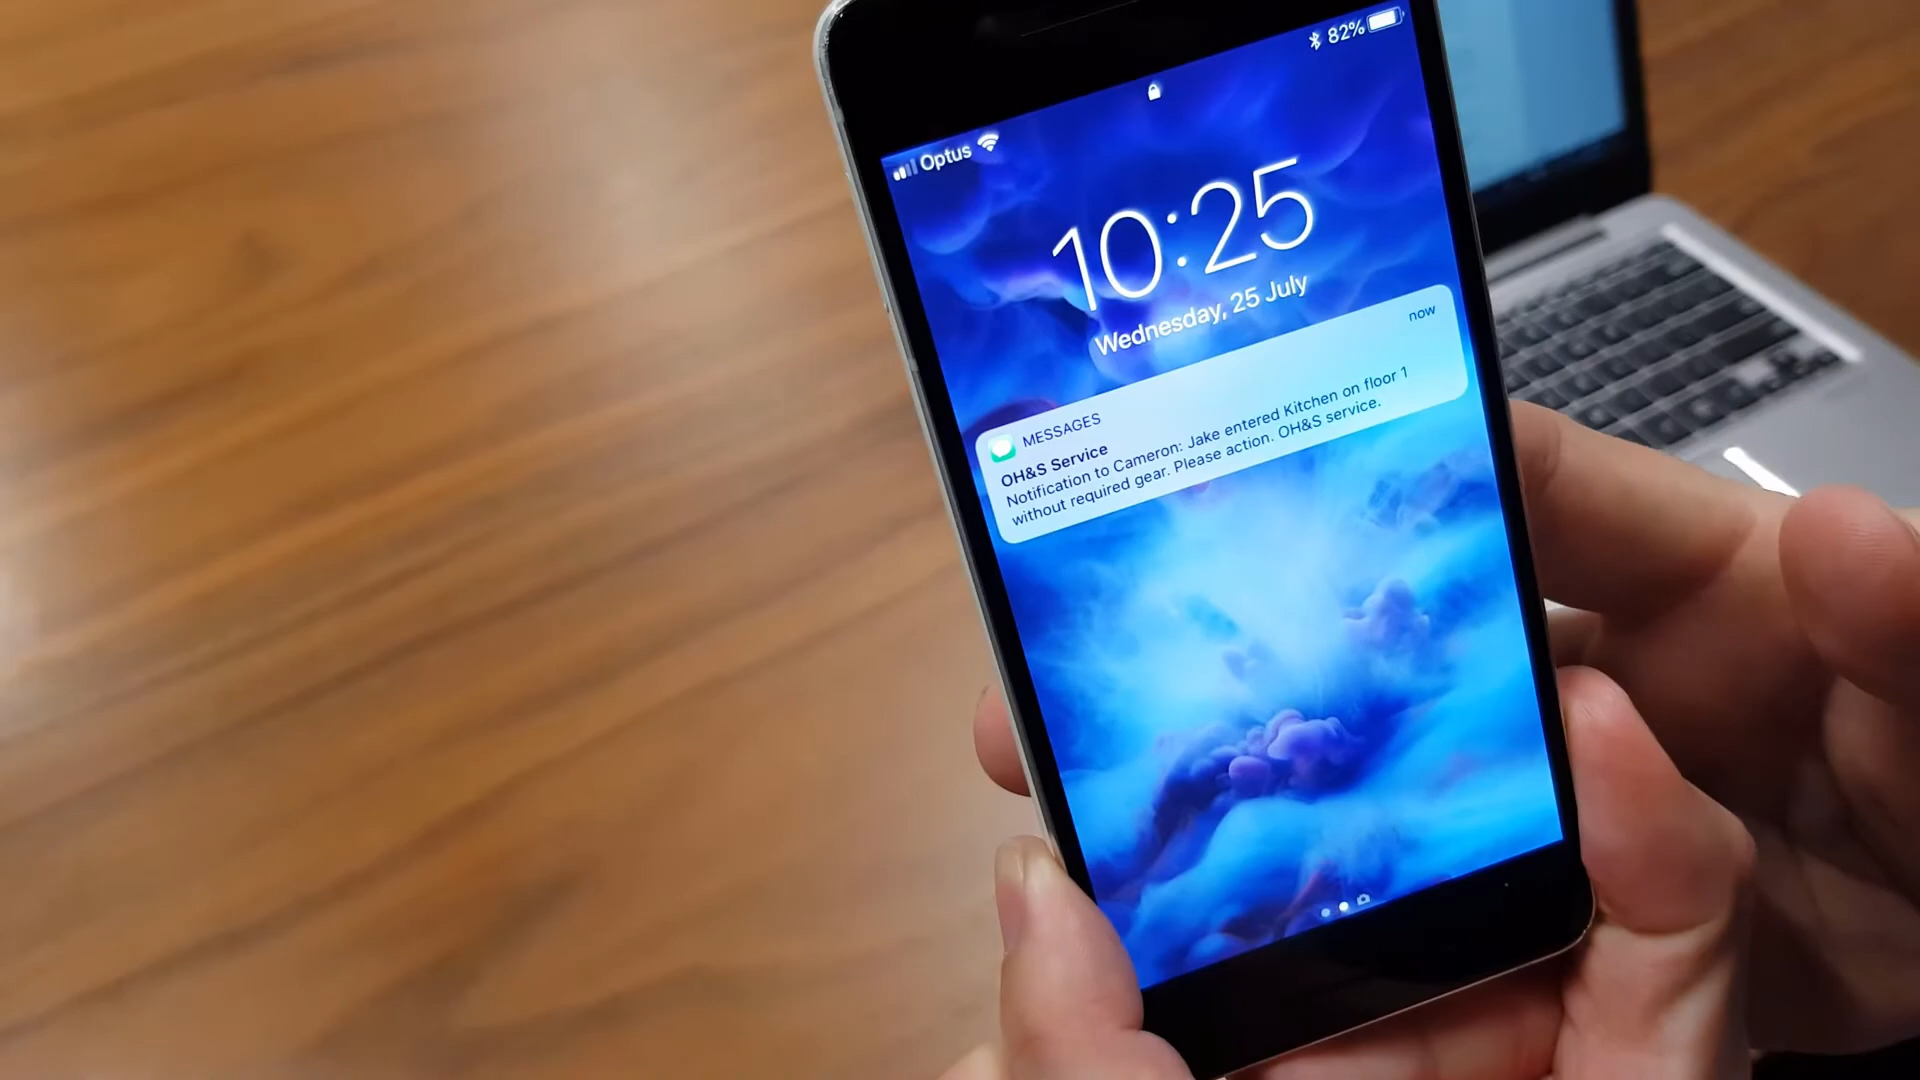 82%
Optus
10:25
Wednesday, 25 July
MESSAGES
now
OH&S Service
Notification to Cameron: Jake entered Kitchen on floor 1
without required gear. Please action. OH&S service.